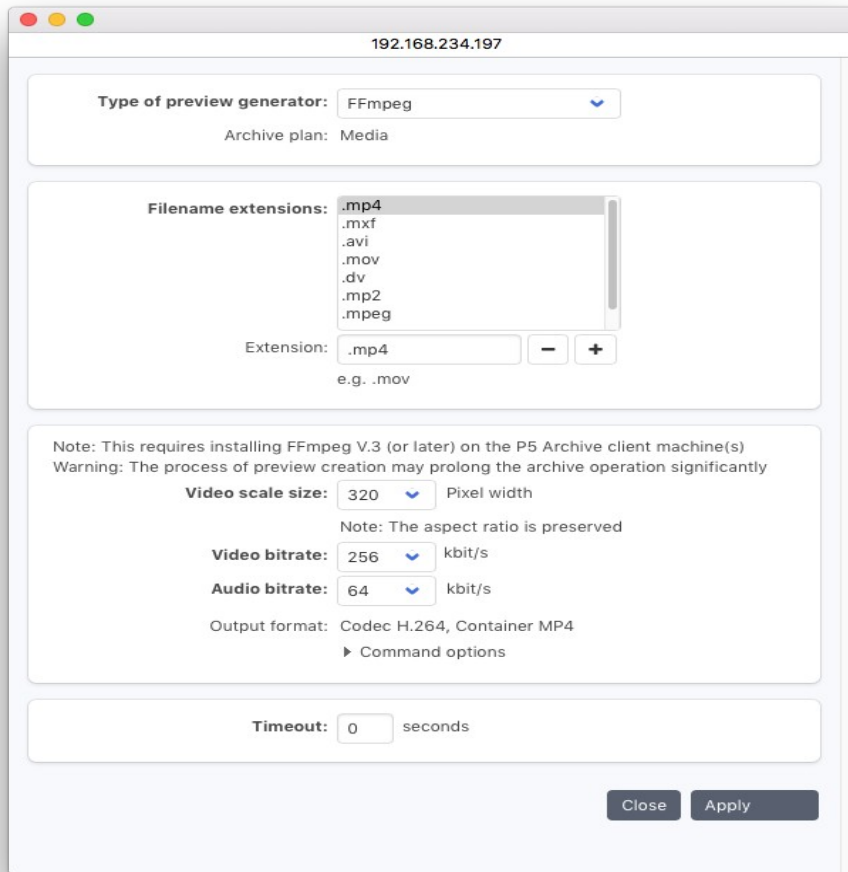 192.168.234.197
Type of preview generator: FFmpeg
Archive plan: Media
Filename extensions: .mp4
.mxf
.avi
.mov
.dv
.mp2
.mpeg
Extension: .mp4 − +
e.g. .mov
Note: This requires installing FFmpeg V.3 (or later) on the P5 Archive client machine(s)
Warning: The process of preview creation may prolong the archive operation significantly
Video scale size: 320 Pixel width
Note: The aspect ratio is preserved
Video bitrate: 256 kbit/s
Audio bitrate: 64 kbit/s
Output format: Codec H.264, Container MP4
Command options
Timeout: 0 seconds
Close Apply